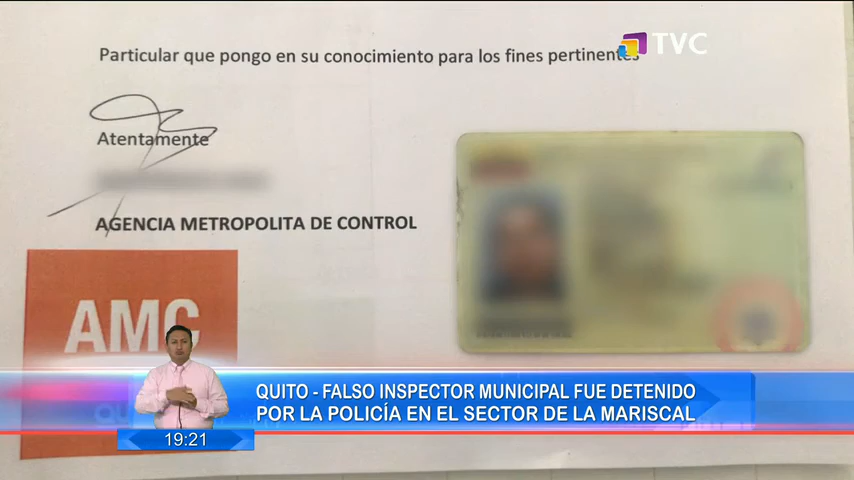 Particular que pongo en su conocimiento para los fines pertinentes
TVC
Atentamente
AGENCIA METROPOLITA DE CONTROL
AMC
QUITO - FALSO INSPECTOR MUNICIPAL FUE DETENIDO
POR LA POLICÍA EN EL SECTOR DE LA MARISCAL
19:21